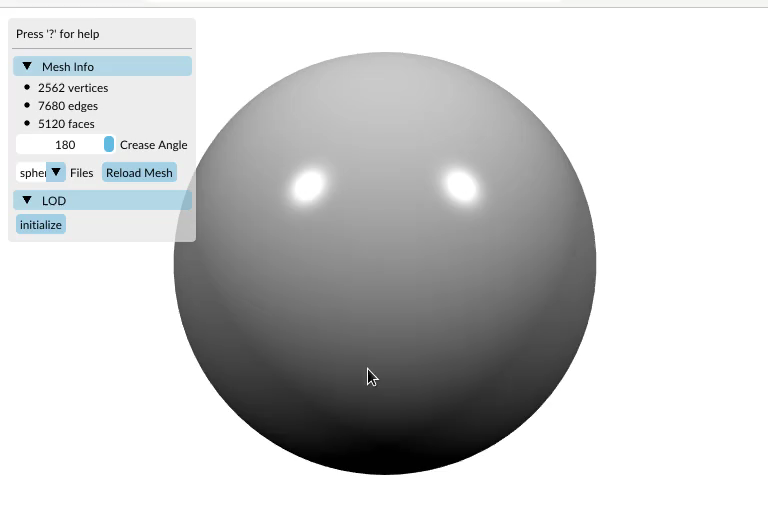 Press '?' for help
Mesh Info
2562 vertices
7680 edges
5120 faces
180 Crease Angle
spher Files Reload Mesh
LOD
initialize